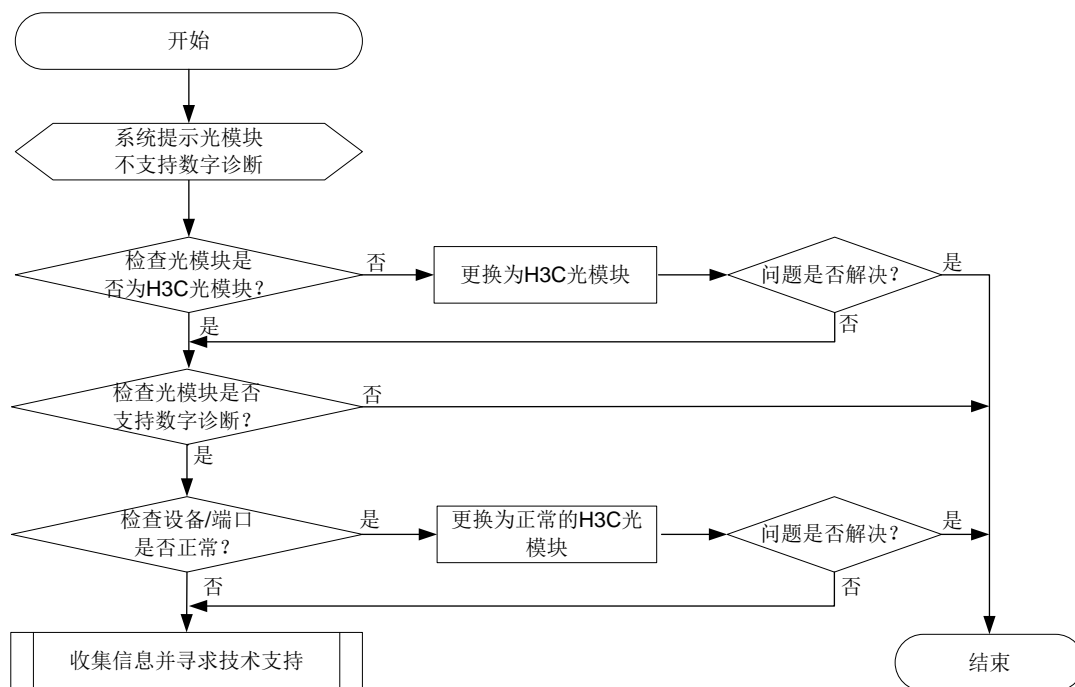 开始
系统提示光模块
不支持数字诊断
检查光模块是
否为H3C光模块？
否
更换为H3C光模块
问题是否解决？
是
是
否
检查光模块是否
支持数字诊断？
否
是
检查设备/端口
是否正常？
是
更换为正常的H3C光
模块
问题是否解决？
是
否
否
收集信息并寻求技术支持
结束